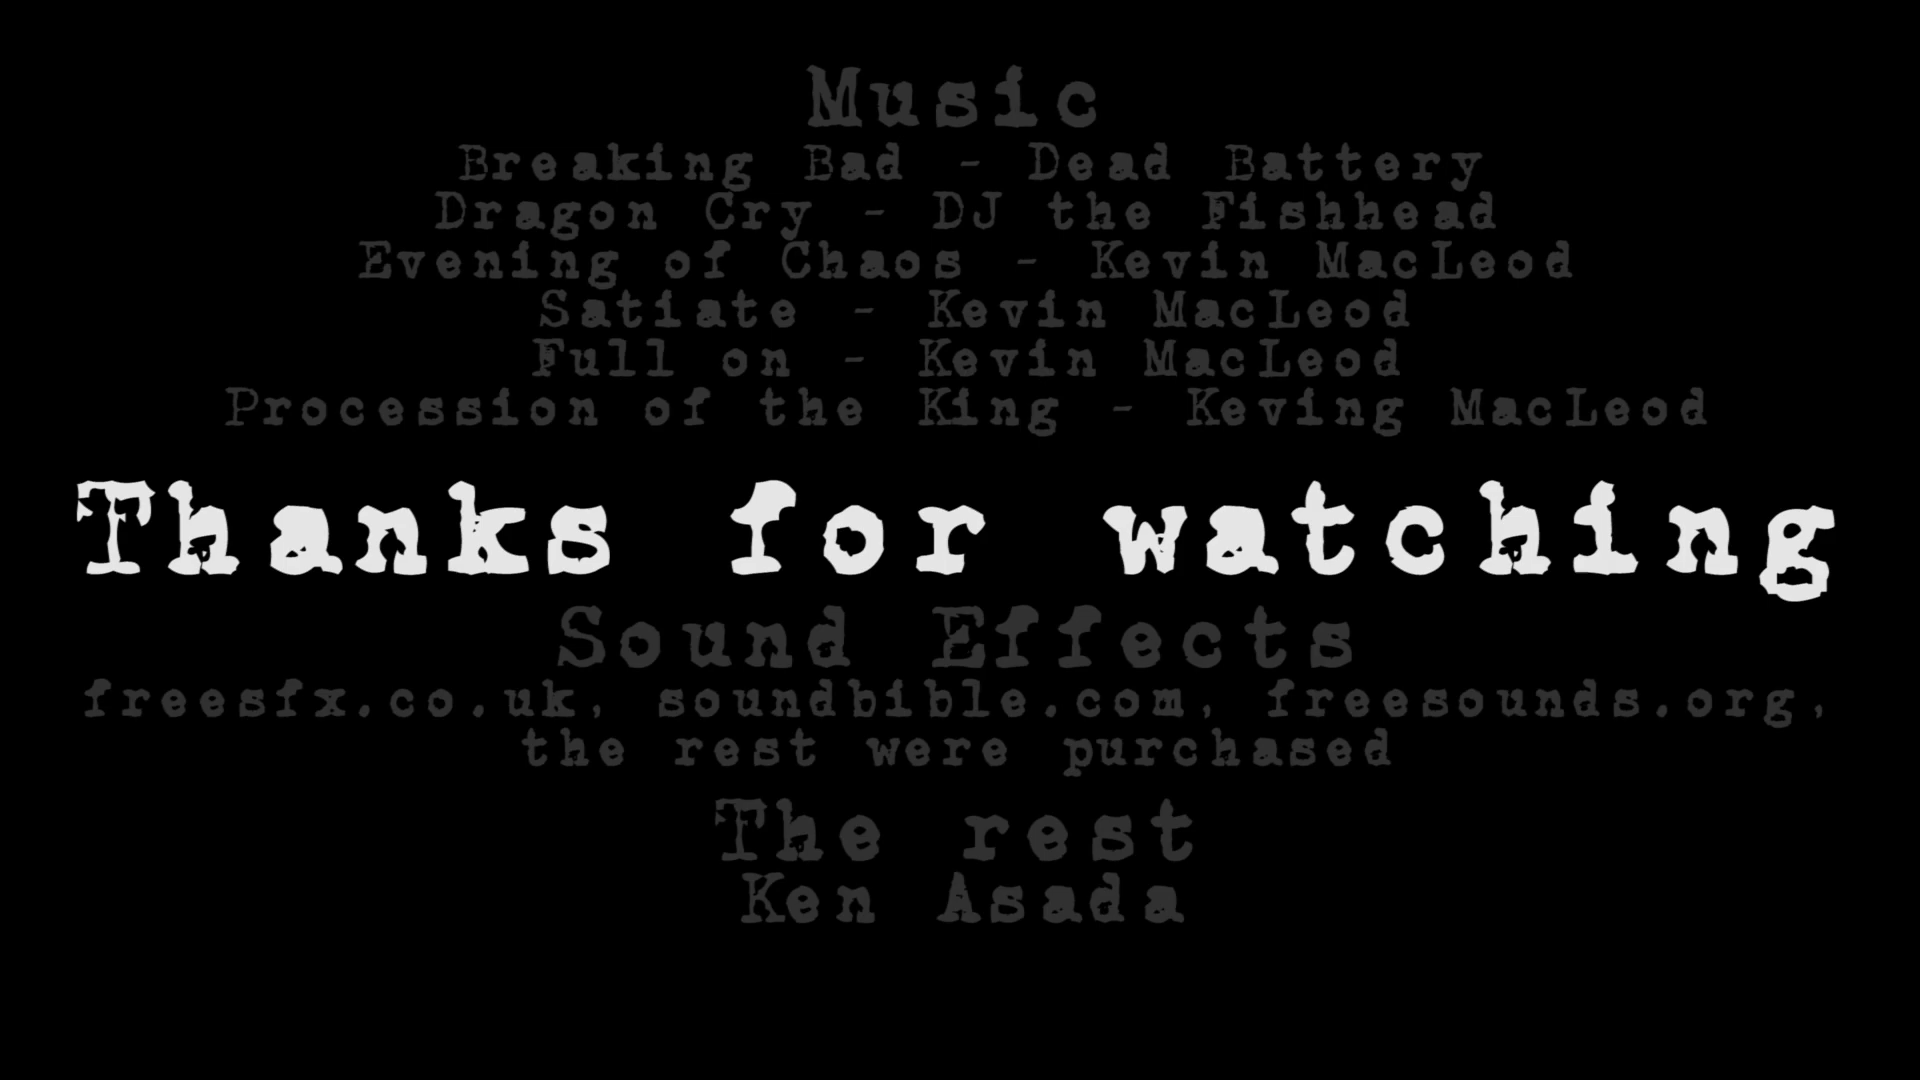 Music
Breaking Bad - Dead Battery
Dragon Cry - DJ the Fishhead
Evening of Chaos - Kevin MacLeod
Satiate - Kevin MacLeod
Full on - Kevin MacLeod
Procession of the King - Keving MacLeod
Thanks for watching
Sound Effects
freesfx.co.uk, soundbible.com, freesounds.org,
the rest were purchased
The rest
Ken Asada